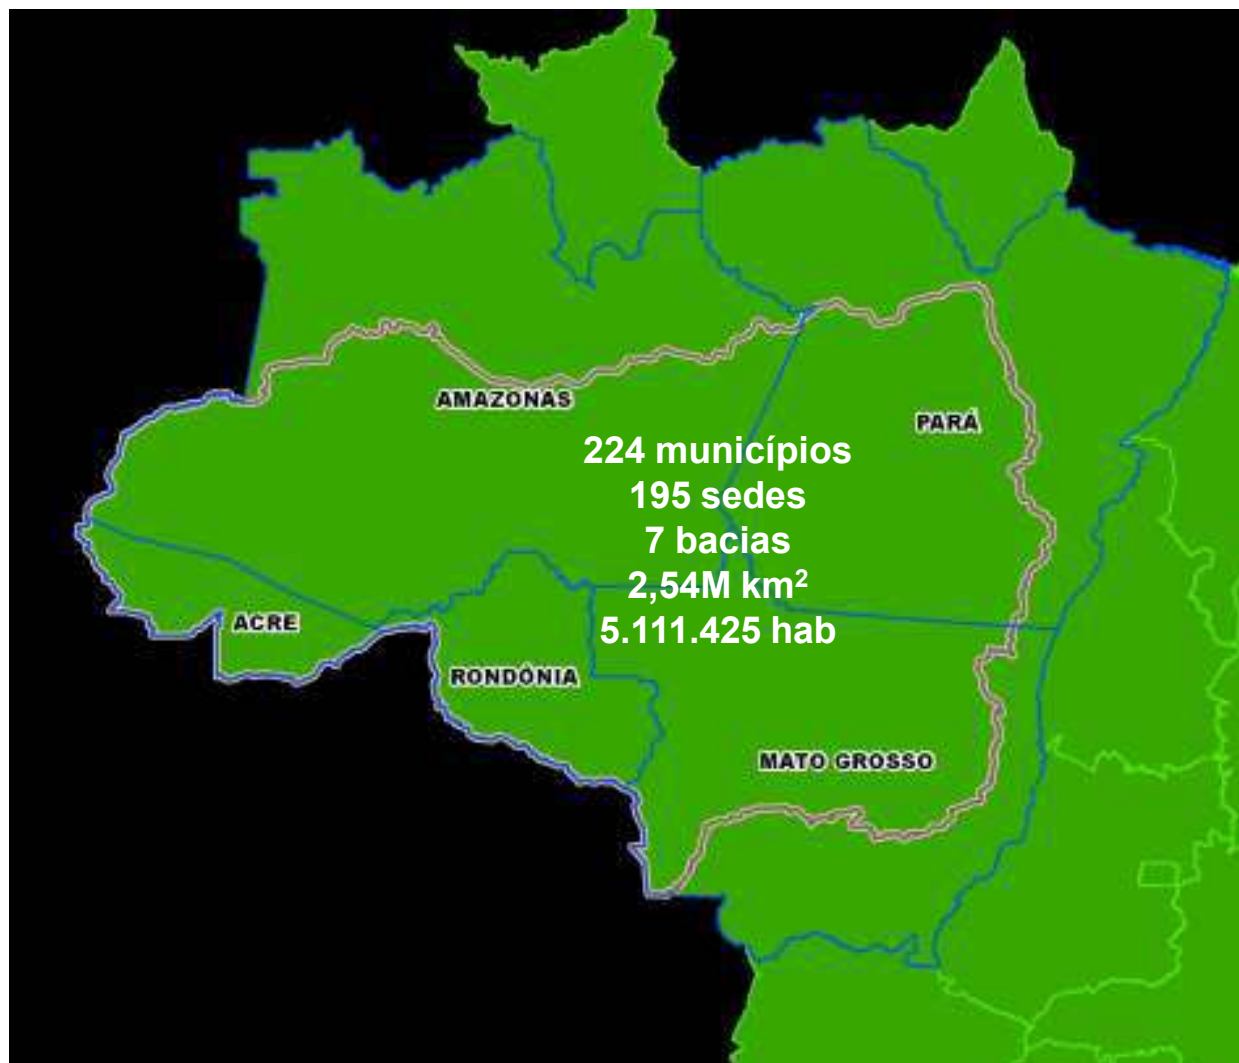 AMAZONAS
PARÁ
224 municípios
195 sedes
7 bacias
2,54M km²
5.111.425 hab
ACRE
RONDÔNIA
MATO GROSSO